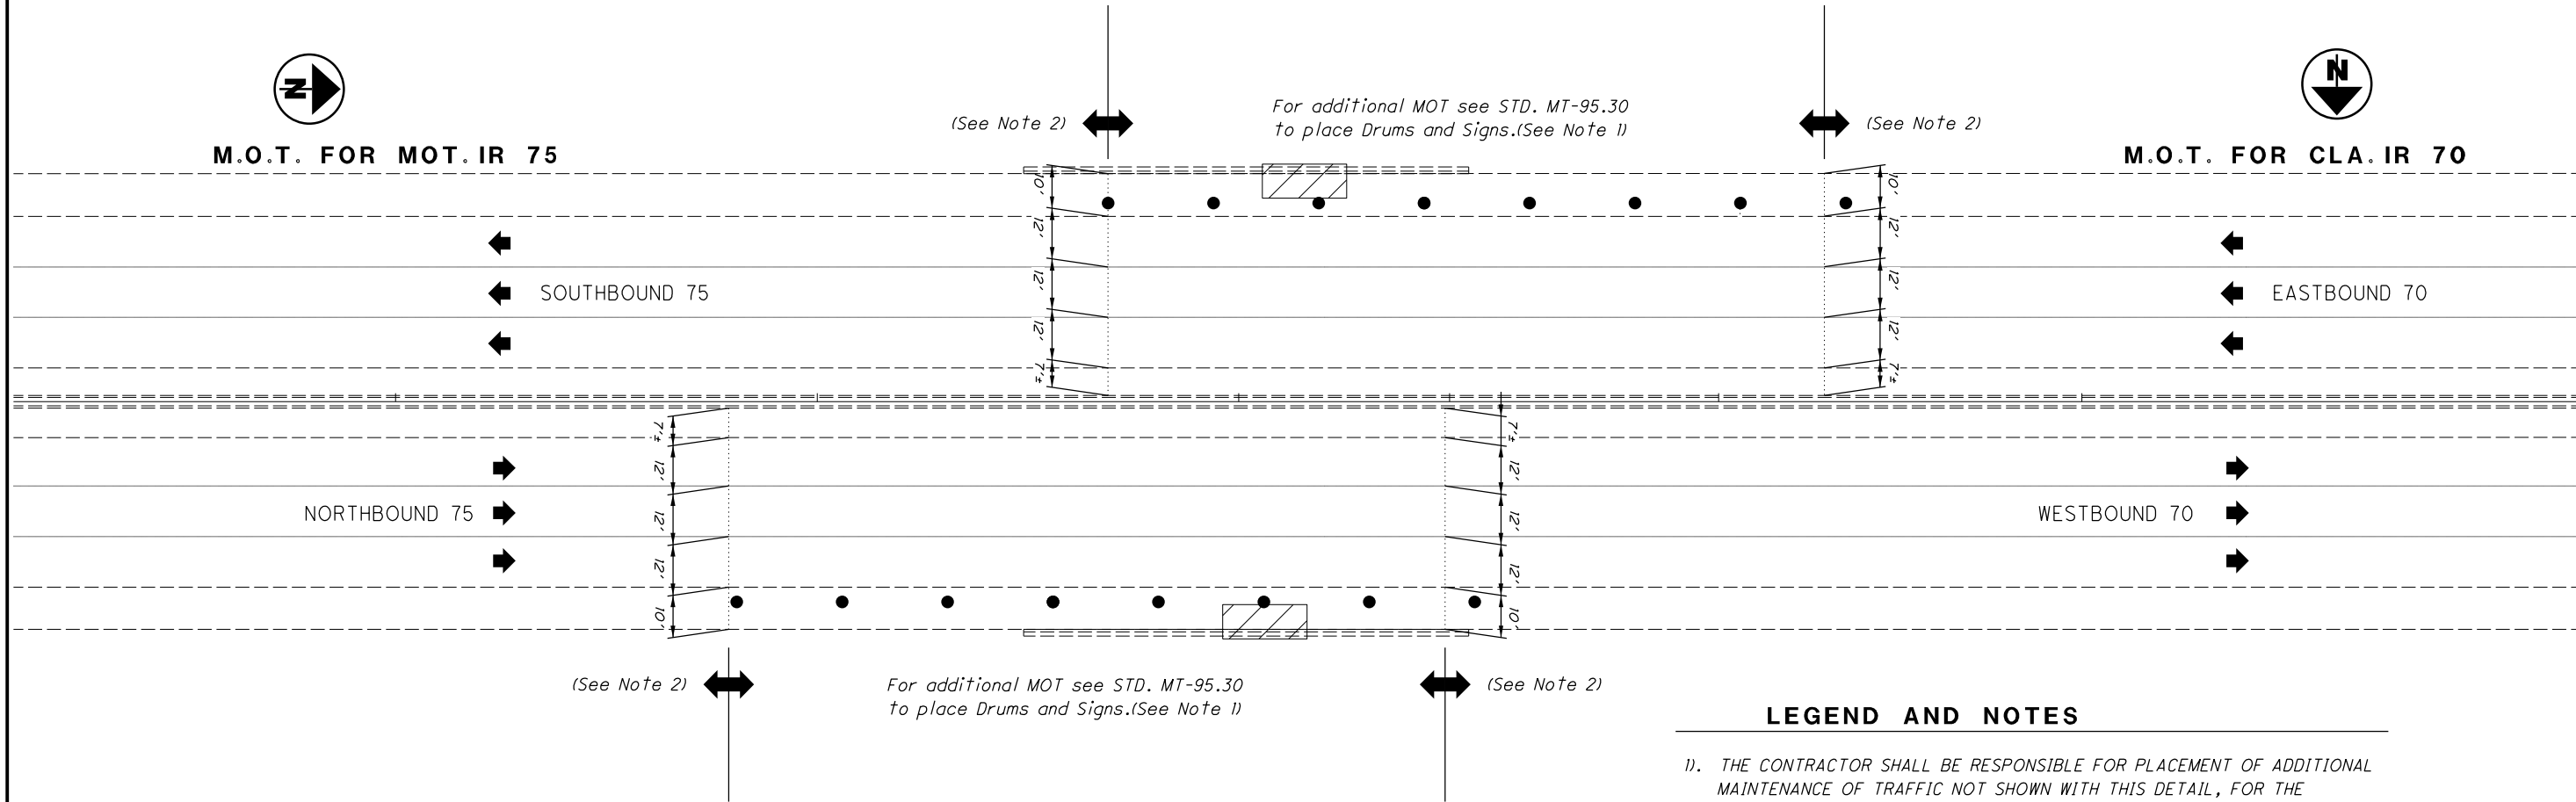 N
N
M.O.T. FOR MOT. IR 75
M.O.T. FOR CLA. IR 70
(See Note 2)
For additional MOT see STD. MT-95.30
to place Drums and Signs.(See Note 1)
(See Note 2)
10'
12'
12'
12'
7'±
10'
12'
12'
12'
7'±
SOUTHBOUND 75
EASTBOUND 70
7'±
12'
12'
12'
10'
7'±
12'
12'
12'
10'
NORTHBOUND 75
WESTBOUND 70
(See Note 2)
For additional MOT see STD. MT-95.30
to place Drums and Signs.(See Note 1)
(See Note 2)
LEGEND AND NOTES
1). THE CONTRACTOR SHALL BE RESPONSIBLE FOR PLACEMENT OF ADDITIONAL
MAINTENANCE OF TRAFFIC NOT SHOWN WITH THIS DETAIL, FOR THE